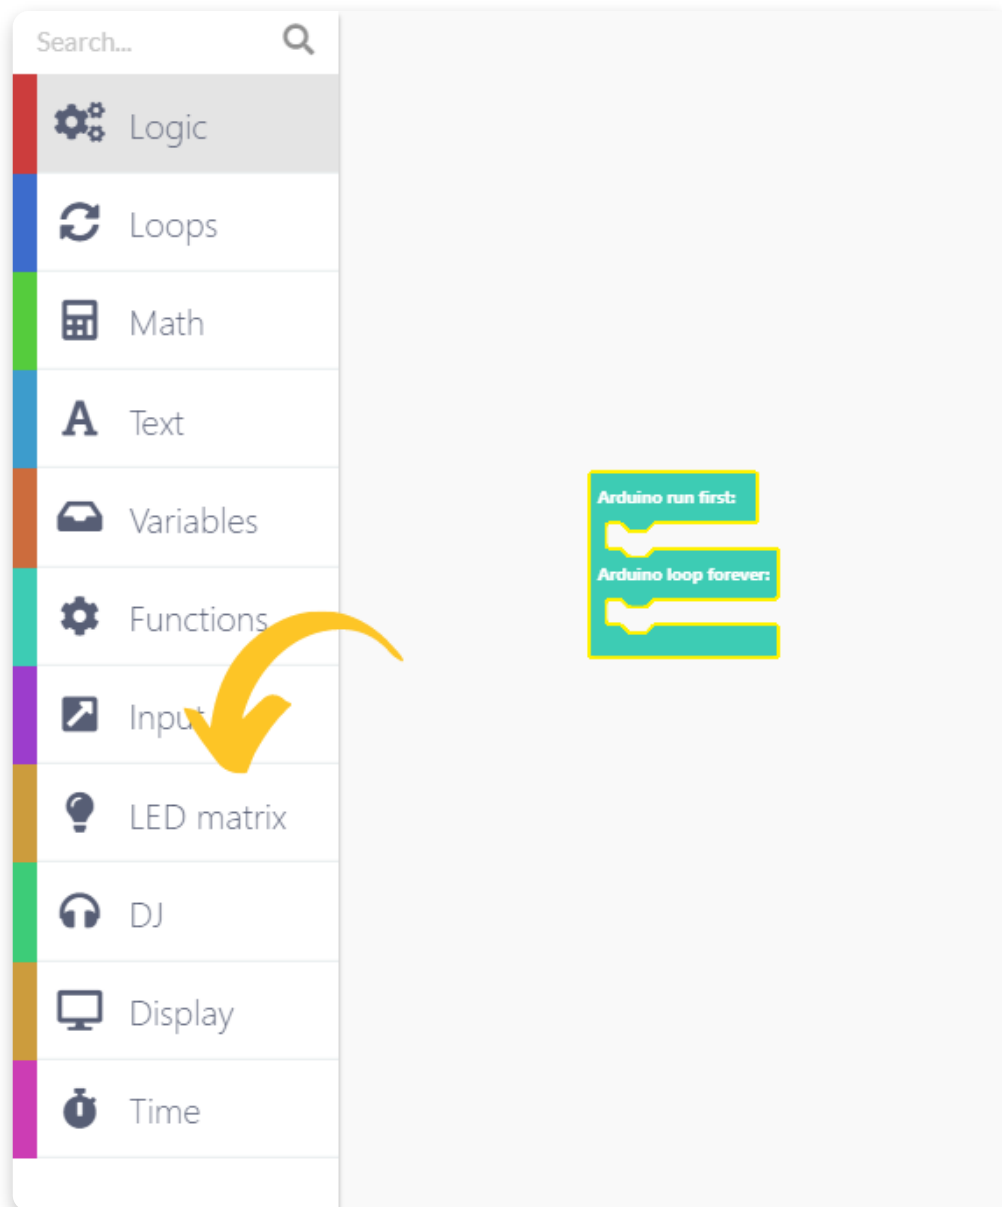 Search...
Logic
Loops
Math
Text
Variables
Functions
Input
LED matrix
DJ
Display
Time
Arduino run first:
Arduino loop forever: